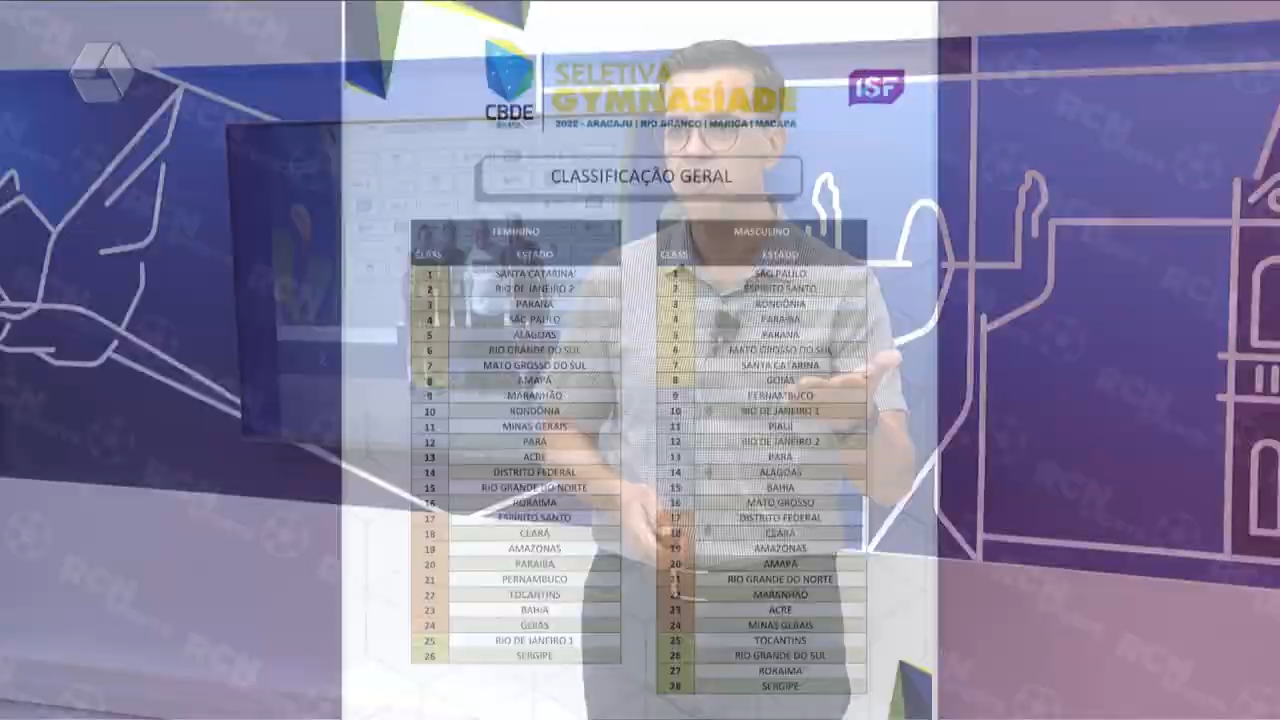 SELETIVA
GYMNASÍADE
2022 - ARACAJU | RIO BRANCO | MARICÁ | MACAPÁ
CBDE
BRASIL
ISF
CLASSIFICAÇÃO GERAL
FEMININO
CLASS ESTADO
1 SANTA CATARINA
2 RIO DE JANEIRO 2
3 PARANÁ
4 SÃO PAULO
5 ALAGOAS
6 RIO GRANDE DO SUL
7 MATO GROSSO DO SUL
8 AMAPÁ
9 MARANHÃO
10 RONDÔNIA
11 MINAS GERAIS
12 PARÁ
13 ACRE
14 DISTRITO FEDERAL
15 RIO GRANDE DO NORTE
16 RORAIMA
17 ESPÍRITO SANTO
18 CEARÁ
19 AMAZONAS
20 PARAÍBA
21 PERNAMBUCO
22 TOCANTINS
23 BAHIA
24 GOIÁS
25 RIO DE JANEIRO 1
26 SERGIPE
MASCULINO
CLASS ESTADO
1 SÃO PAULO
2 ESPÍRITO SANTO
3 RONDÔNIA
4 PARAÍBA
5 PARANÁ
6 MATO GROSSO DO SUL
7 SANTA CATARINA
8 GOIÁS
9 PERNAMBUCO
10 RIO DE JANEIRO 1
11 PIAUÍ
12 RIO DE JANEIRO 2
13 PARÁ
14 ALAGOAS
15 BAHIA
16 MATO GROSSO
17 DISTRITO FEDERAL
18 CEARÁ
19 AMAZONAS
20 AMAPÁ
21 RIO GRANDE DO NORTE
22 MARANHÃO
23 ACRE
24 MINAS GERAIS
25 TOCANTINS
26 RIO GRANDE DO SUL
27 RORAIMA
28 SERGIPE